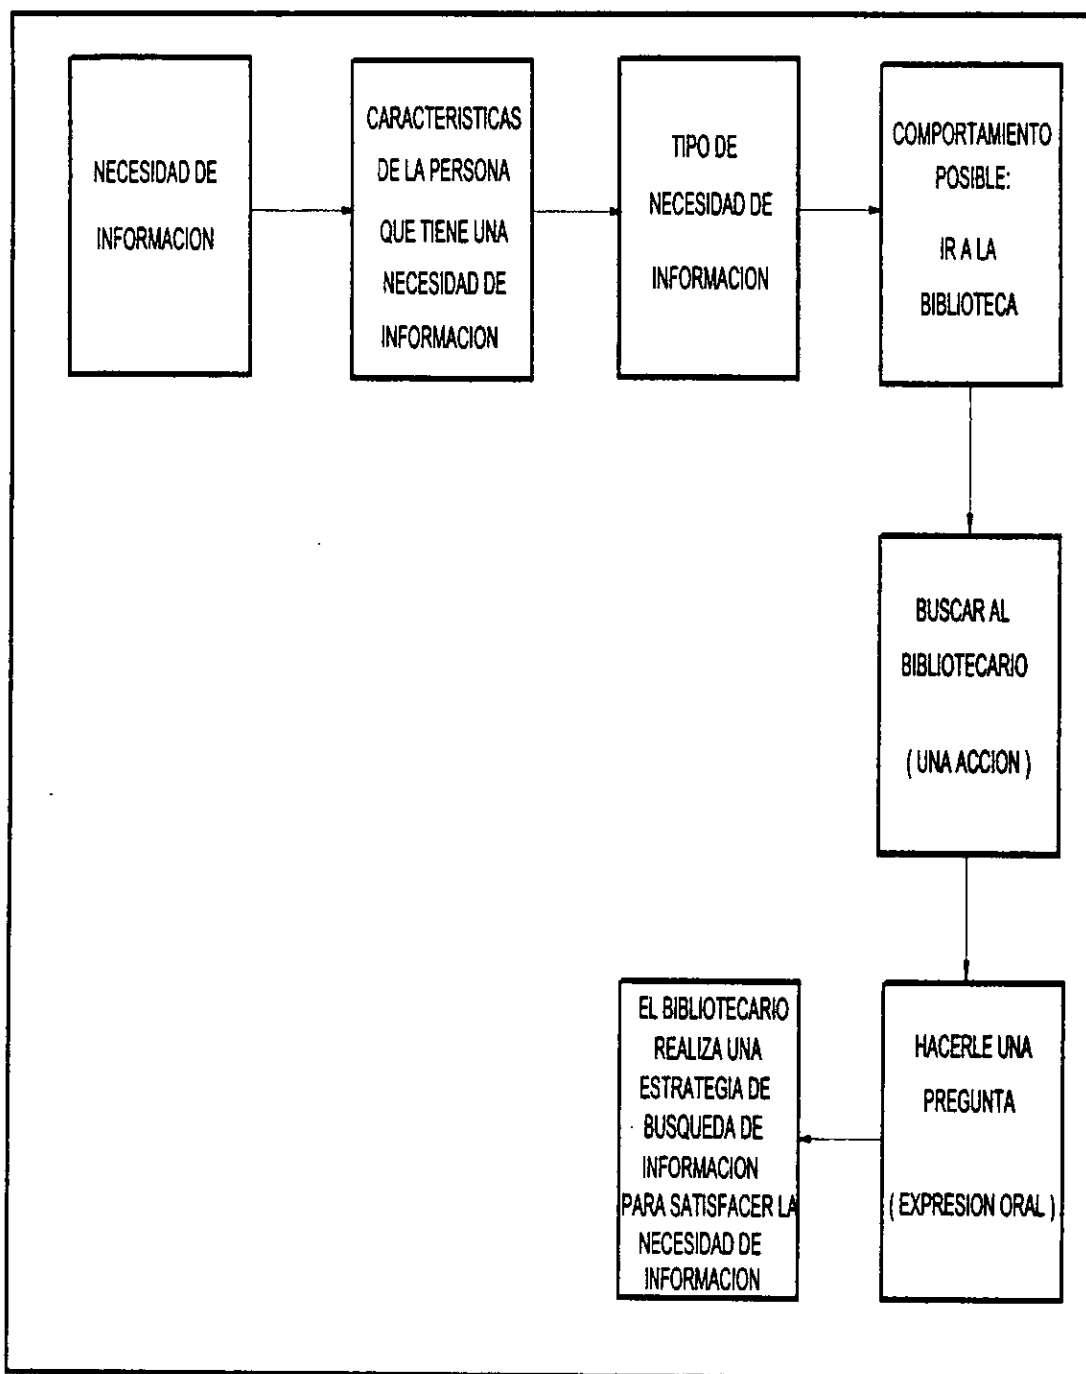 NECESIDAD DE
INFORMACION
CARACTERISTICAS
DE LA PERSONA
QUE TIENE UNA
NECESIDAD DE
INFORMACION
TIPO DE
NECESIDAD DE
INFORMACION
COMPORTAMIENTO
POSIBLE:
IR A LA
BIBLIOTECA
BUSCAR AL
BIBLIOTECARIO
( UNA ACCION )
HACERLE UNA
PREGUNTA
( EXPRESION ORAL )
EL BIBLIOTECARIO
REALIZA UNA
ESTRATEGIA DE
BUSQUEDA DE
INFORMACION
PARA SATISFACER LA
NECESIDAD DE
INFORMACION